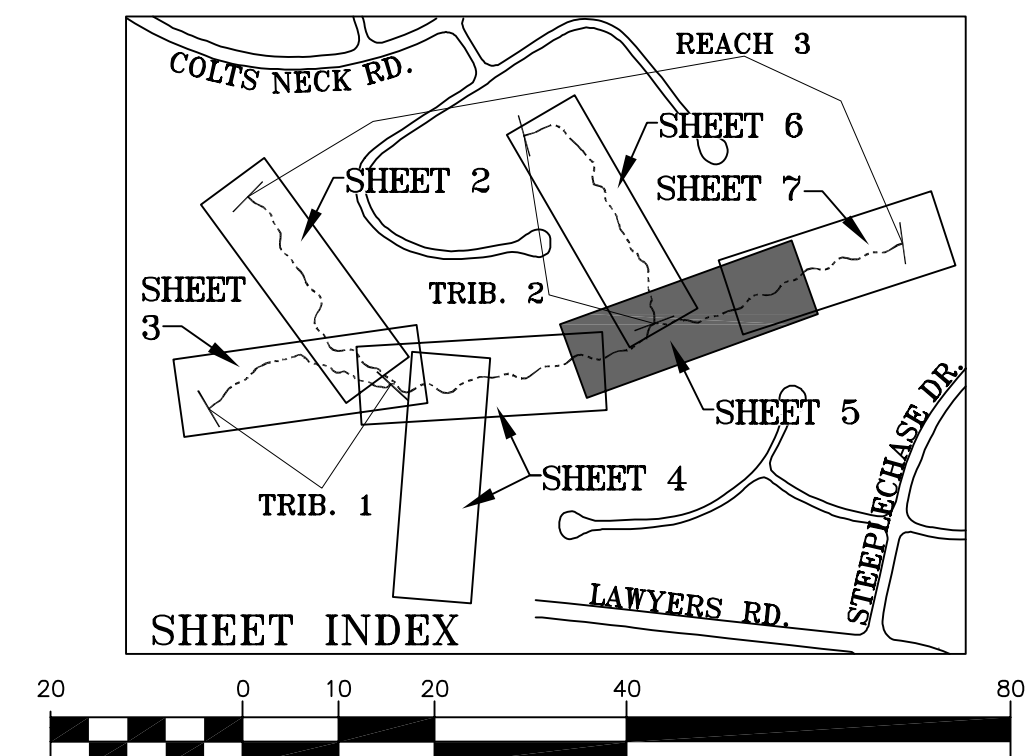 REACH 3
COLTS NECK RD.
SHEET 6
SHEET 2
SHEET 7
SHEET
3
TRIB. 2
SHEET 5
STEEPLECHASE DR.
SHEET 4
TRIB. 1
LAWYERS RD.
SHEET INDEX
20 0 10 20 40 80